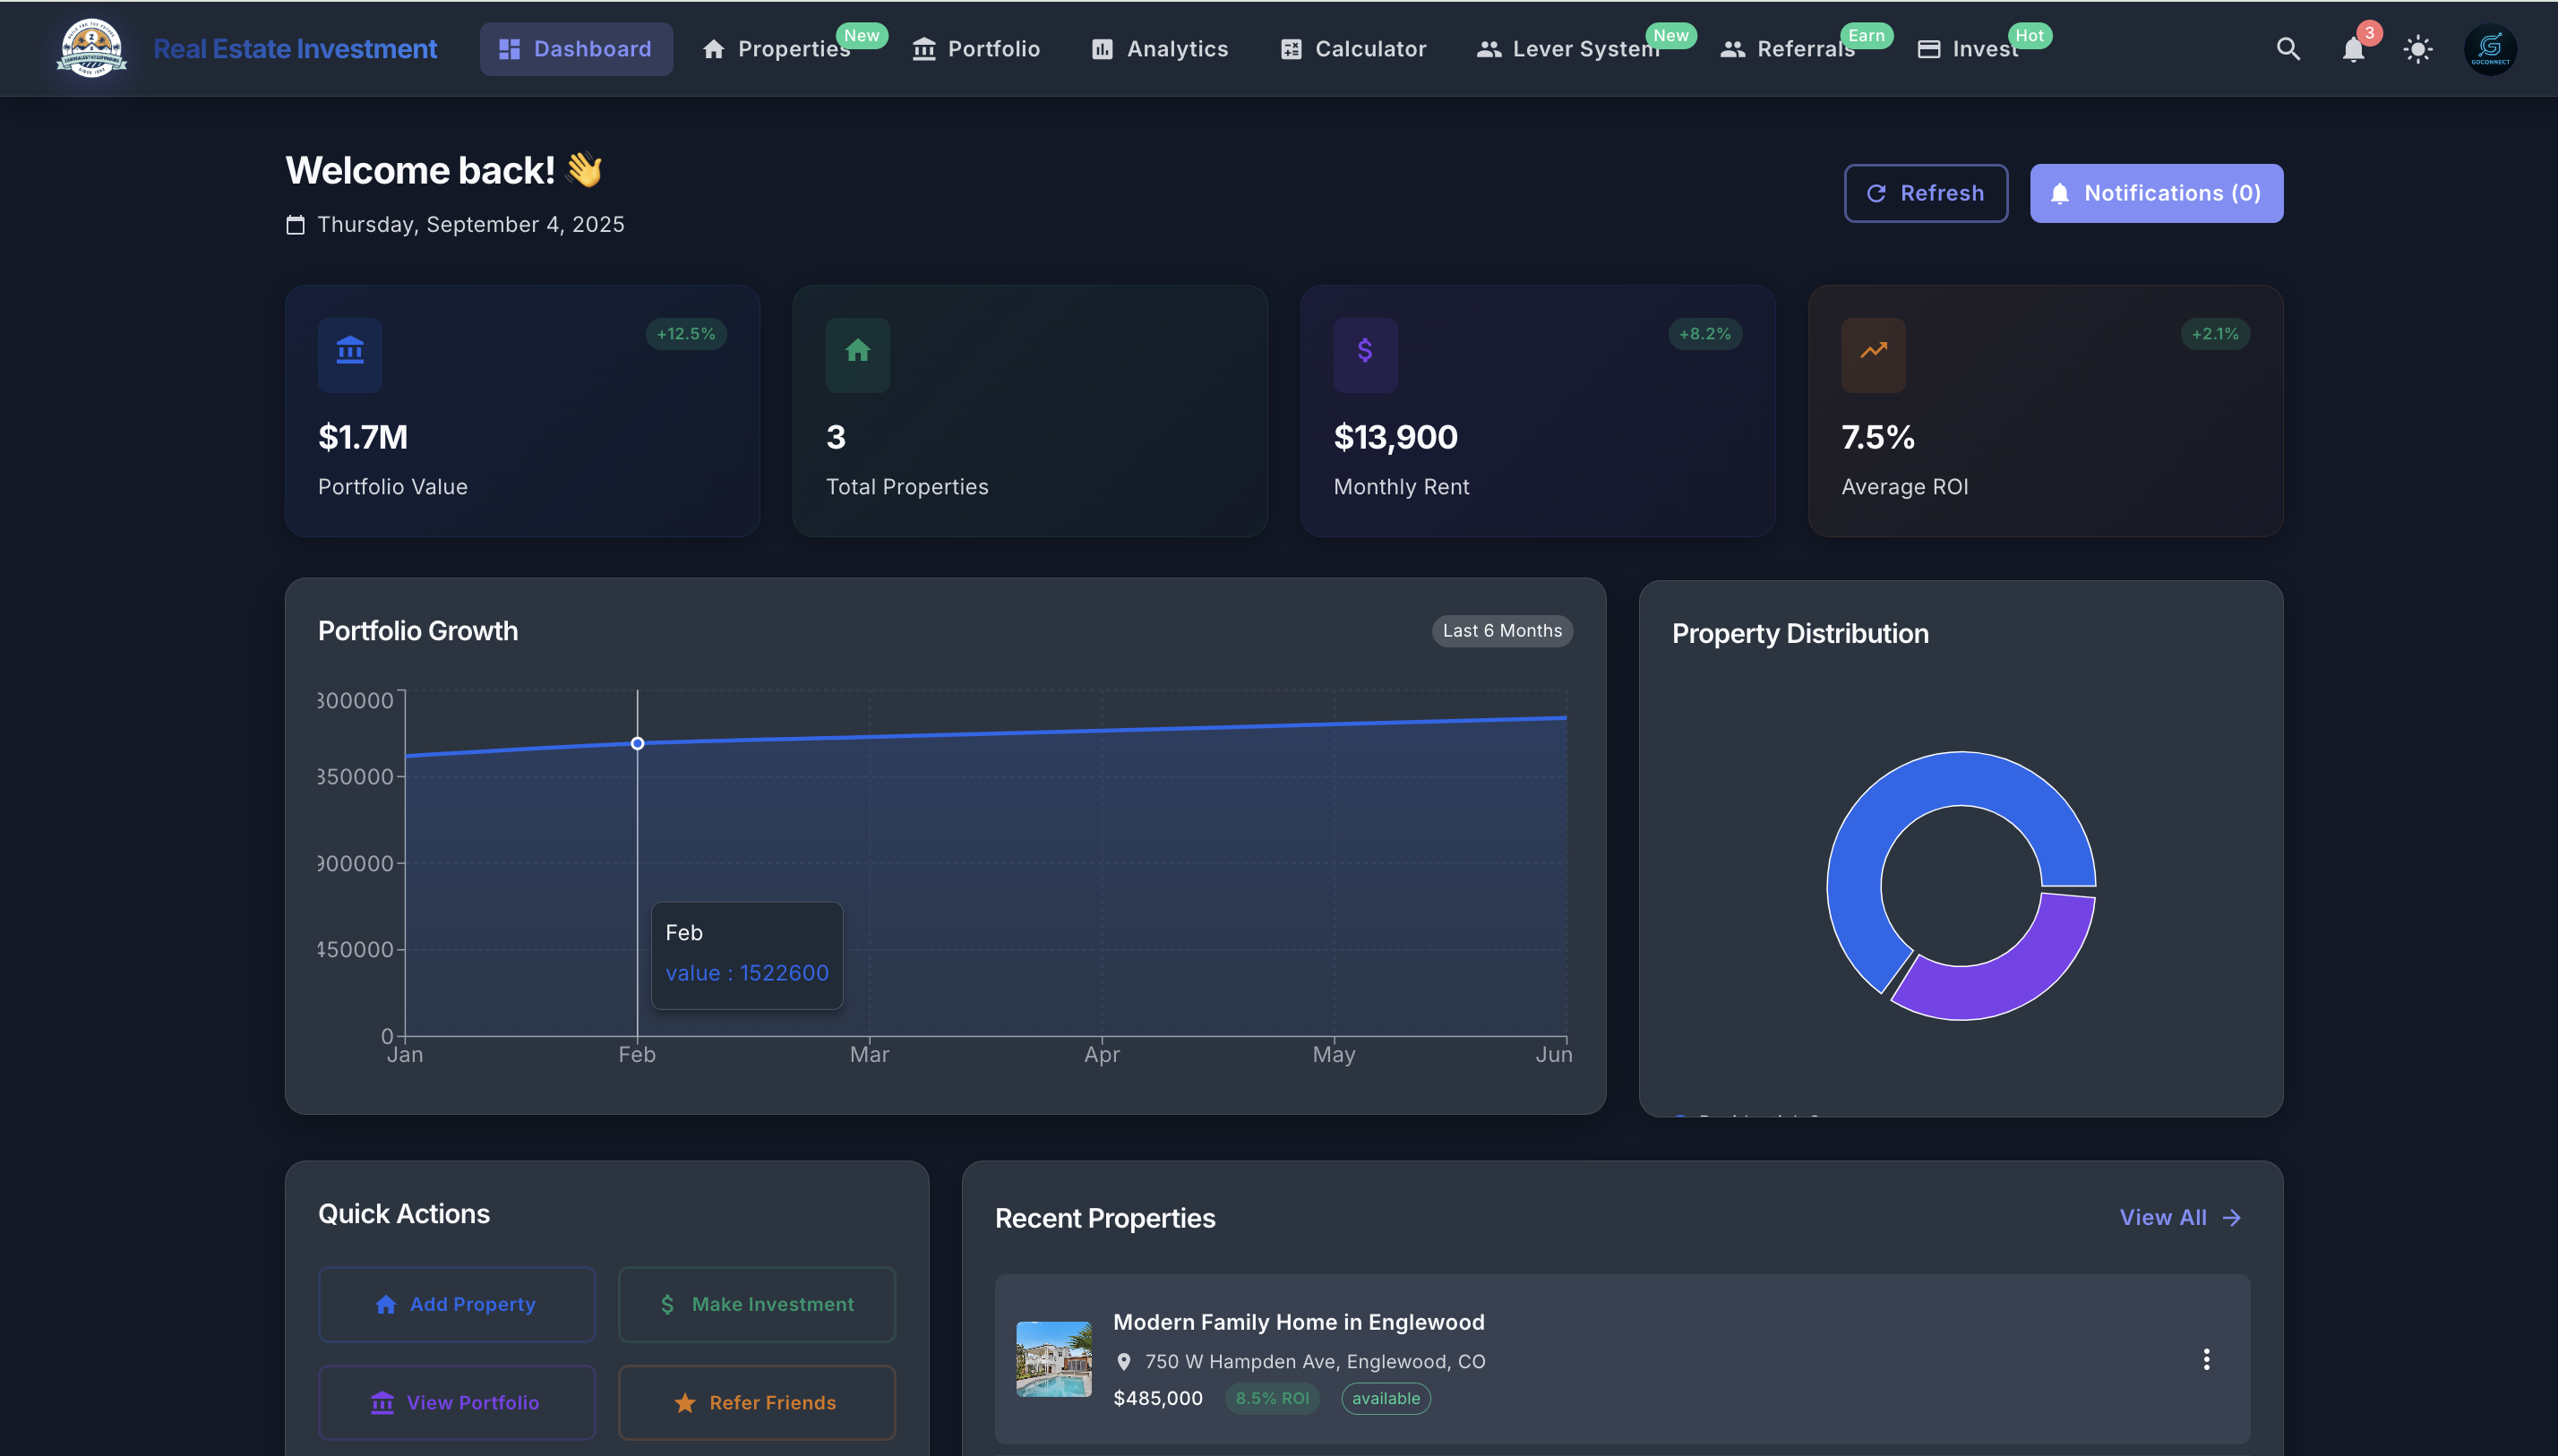 Real Estate Investment
Dashboard
Properties
New
Portfolio
Analytics
Calculator
Lever System
New
Referrals
Earn
Invest
Hot
3
GOCONNECT
Welcome back! 👋
Thursday, September 4, 2025
Refresh
Notifications (0)
+12.5%
$1.7M
Portfolio Value
3
Total Properties
+8.2%
$13,900
Monthly Rent
+2.1%
7.5%
Average ROI
Portfolio Growth
Last 6 Months
800000
350000
900000
450000
0
Jan
Feb
Mar
Apr
May
Jun
Feb
value : 1522600
Property Distribution
Quick Actions
Add Property
Make Investment
View Portfolio
Refer Friends
Recent Properties
View All
Modern Family Home in Englewood
750 W Hampden Ave, Englewood, CO
$485,000
8.5% ROI
available